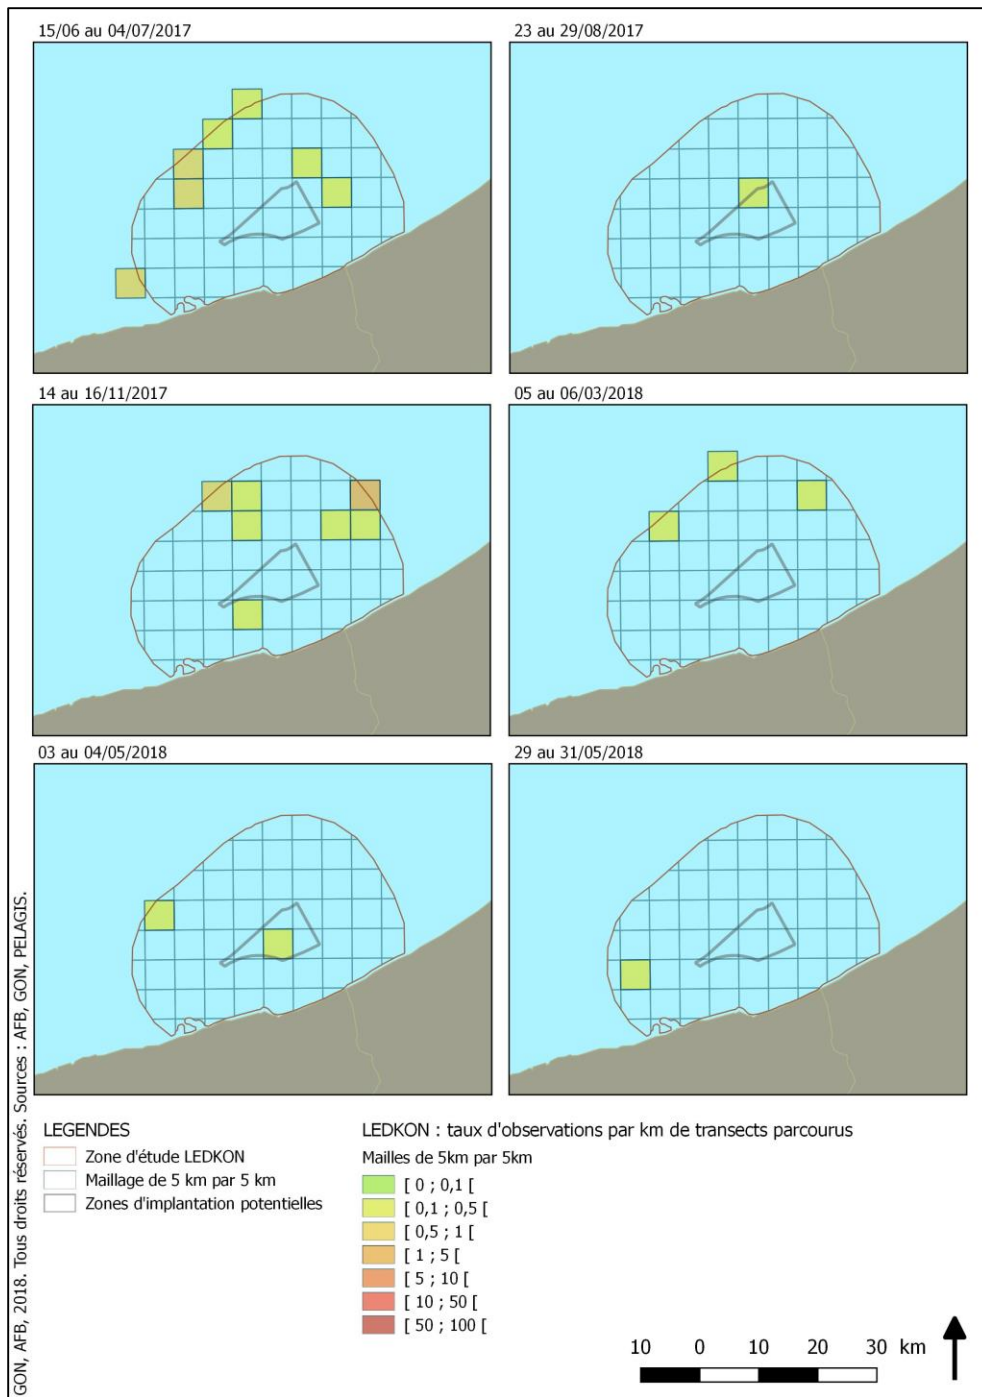 15/06 au 04/07/2017
23 au 29/08/2017
14 au 16/11/2017
05 au 06/03/2018
03 au 04/05/2018
29 au 31/05/2018
GON, AFB, 2018. Tous droits réservés. Sources : AFB, GON, PELAGIS.
LEGENDES
Zone d'étude LEDKON
Maillage de 5 km par 5 km
Zones d'implantation potentielles
LEDKON : taux d'observations par km de transects parcourus
Mailles de 5km par 5km
[ 0 ; 0,1 [
[ 0,1 ; 0,5 [
[ 0,5 ; 1 [
[ 1 ; 5 [
[ 5 ; 10 [
[ 10 ; 50 [
[ 50 ; 100 [
10 0 10 20 30 km